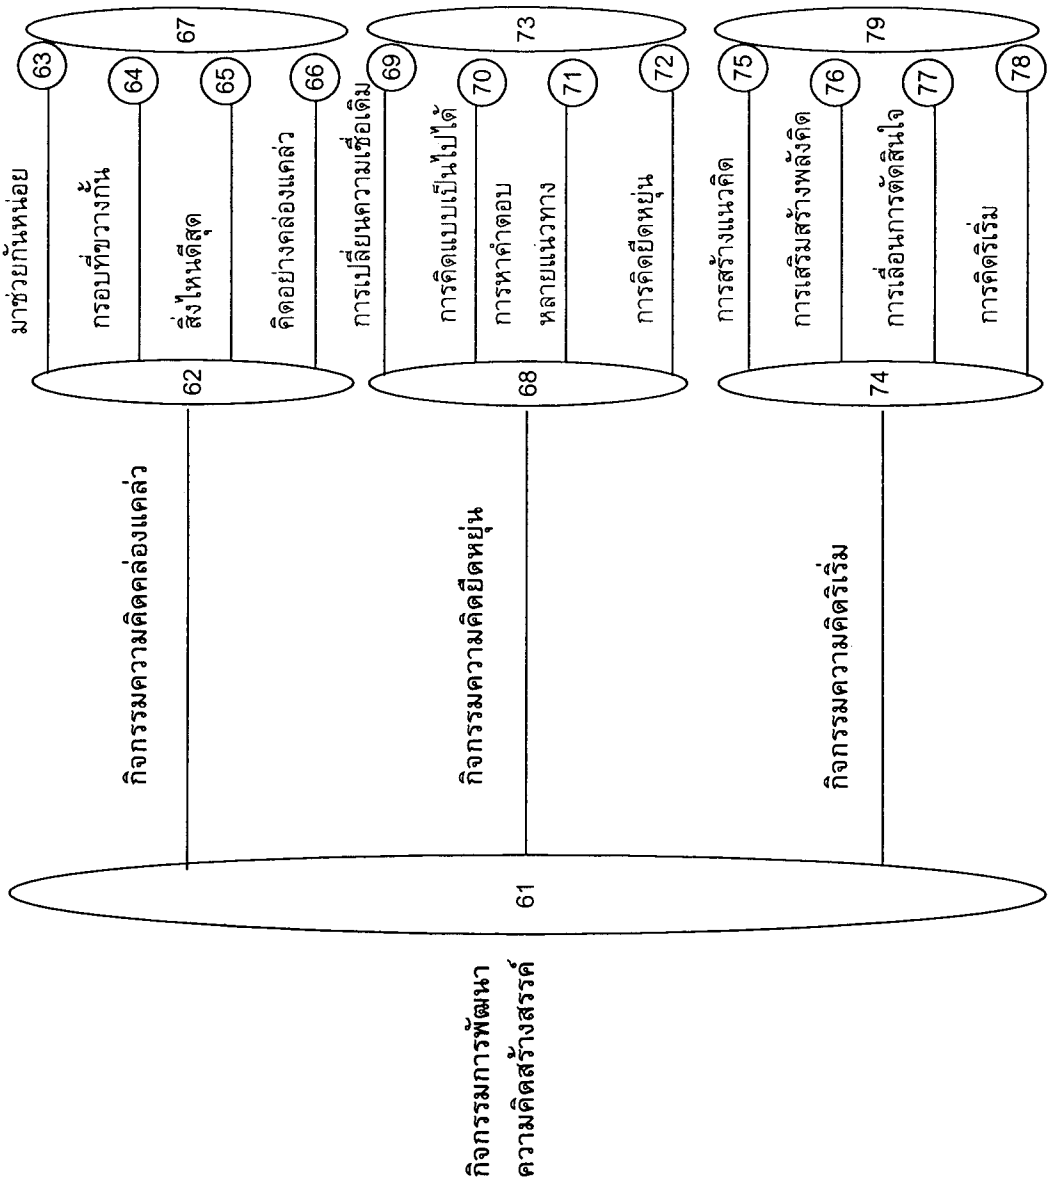 กิจกรรมการพัฒนา
ความคิดสร้างสรรค์
61
กิจกรรมความคิดคล่องแคล่ว
62
มาช่วยกันหน่อย
63
กรอบที่ขวางกั้น
64
สิ่งไหนดีสุด
65
คิดอย่างคล่องแคล่ว
66
67
กิจกรรมความคิดยืดหยุ่น
68
การเปลี่ยนความเชื่อเดิม
69
การคิดแบบเป็นไปได้
70
การหาคำตอบ
หลายแนวทาง
71
การคิดยืดหยุ่น
72
73
กิจกรรมความคิดริเริ่ม
74
การสร้างแนวคิด
75
การเสริมสร้างพลังคิด
76
การเลื่อนการตัดสินใจ
77
การคิดริเริ่ม
78
79